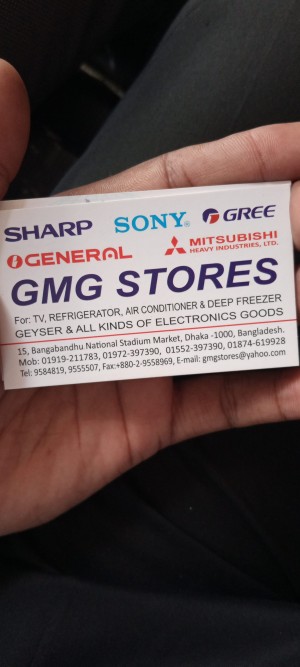 SHARP SONY GREE
GENERAL MITSUBISHI
HEAVY INDUSTRIES, LTD.
GMG STORES
For: TV, REFRIGERATOR, AIR CONDITIONER & DEEP FREEZER
GEYSER & ALL KINDS OF ELECTRONICS GOODS
15, Bangabandhu National Stadium Market, Dhaka -1000, Bangladesh.
Mob: 01919-211783, 01972-397390, 01552-397390, 01874-619928
Tel: 9584819, 9555507, Fax:+880-2-9558969, E-mail: gmgstores@yahoo.com